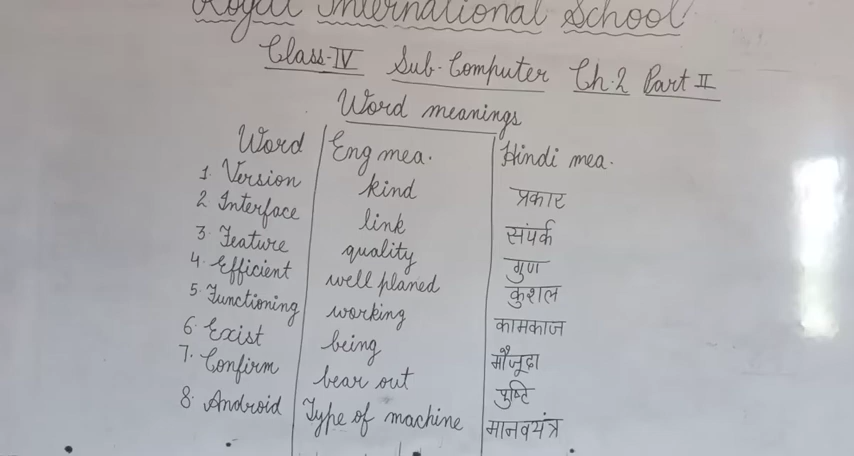 Royal International School
Class-IV Sub-Computer Ch.2 Part II
Word meanings
Word Eng mea. Hindi mea.
1. Version kind प्रकार
2 Interface link संपर्क
3. Feature quality गुण
4. Efficient well planed कुशल
5. Functioning working कामकाज
6. Exist being मौजूदा
7. Confirm bear out पुष्टि
8. Android Type of machine मानवयंत्र